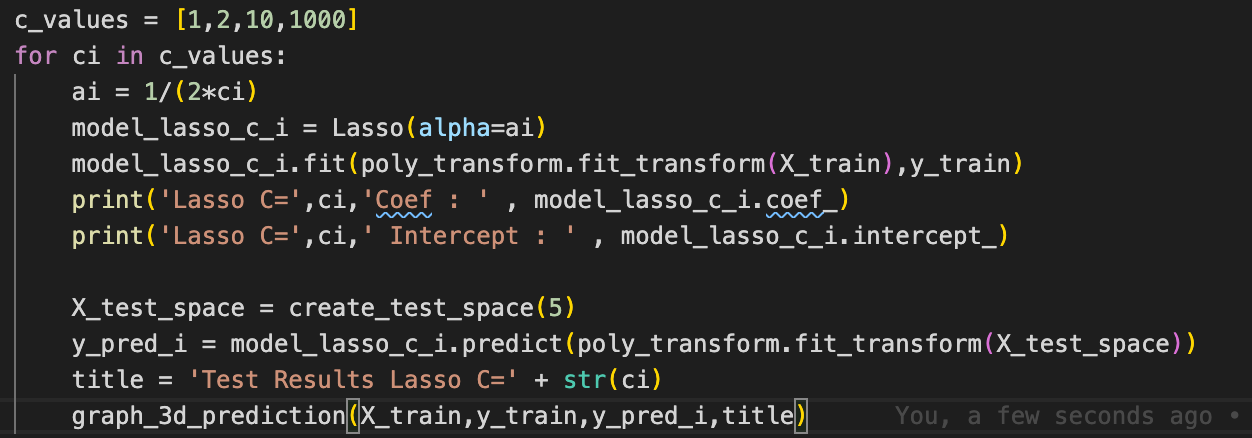 c_values = [1,2,10,1000]
for ci in c_values:
    ai = 1/(2*ci)
    model_lasso_c_i = Lasso(alpha=ai)
    model_lasso_c_i.fit(poly_transform.fit_transform(X_train),y_train)
    print('Lasso C=',ci,'Coef : ' , model_lasso_c_i.coef_)
    print('Lasso C=',ci,' Intercept : ' , model_lasso_c_i.intercept_)

    X_test_space = create_test_space(5)
    y_pred_i = model_lasso_c_i.predict(poly_transform.fit_transform(X_test_space))
    title = 'Test Results Lasso C=' + str(ci)
    graph_3d_prediction(X_train,y_train,y_pred_i,title)      You, a few seconds ago •